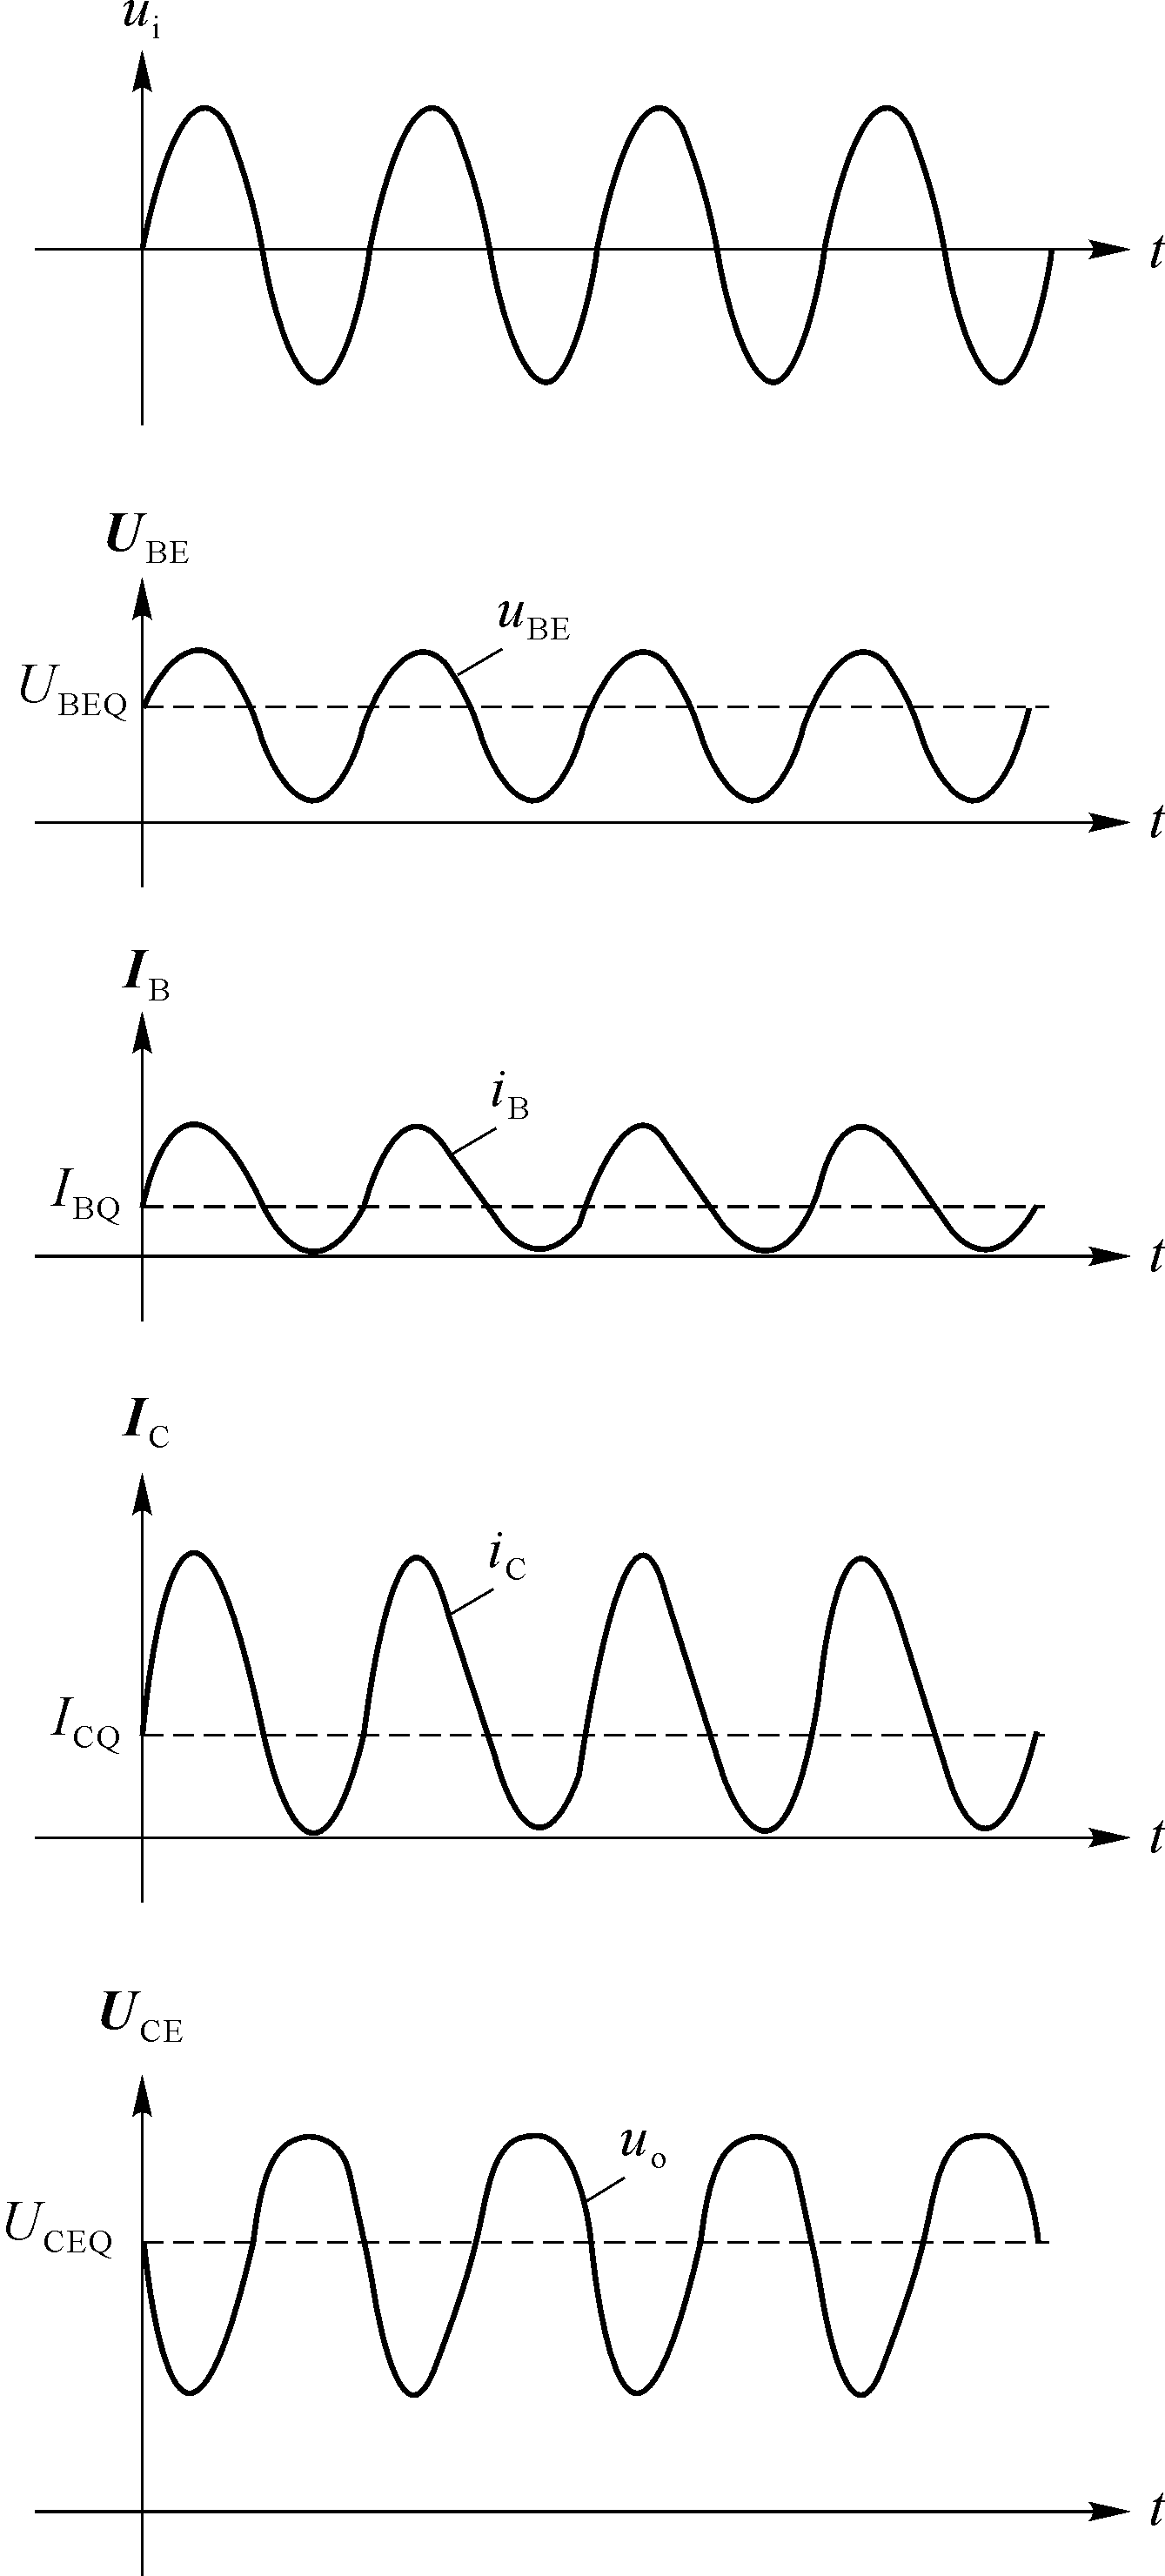 u_i
t
U_BE
u_BE
U_BEQ
t
I_B
i_B
I_BQ
t
I_C
i_C
I_CQ
t
U_CE
u_o
U_CEQ
t